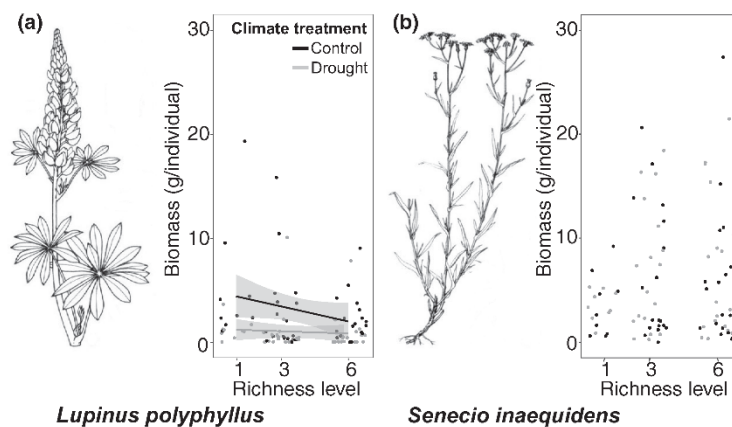 (a)
Climate treatment
Control
Drought
Biomass (g/individual)
30
20
10
0
1 3 6
Richness level
Lupinus polyphyllus
(b)
Biomass (g/individual)
30
20
10
0
1 3 6
Richness level
Senecio inaequidens